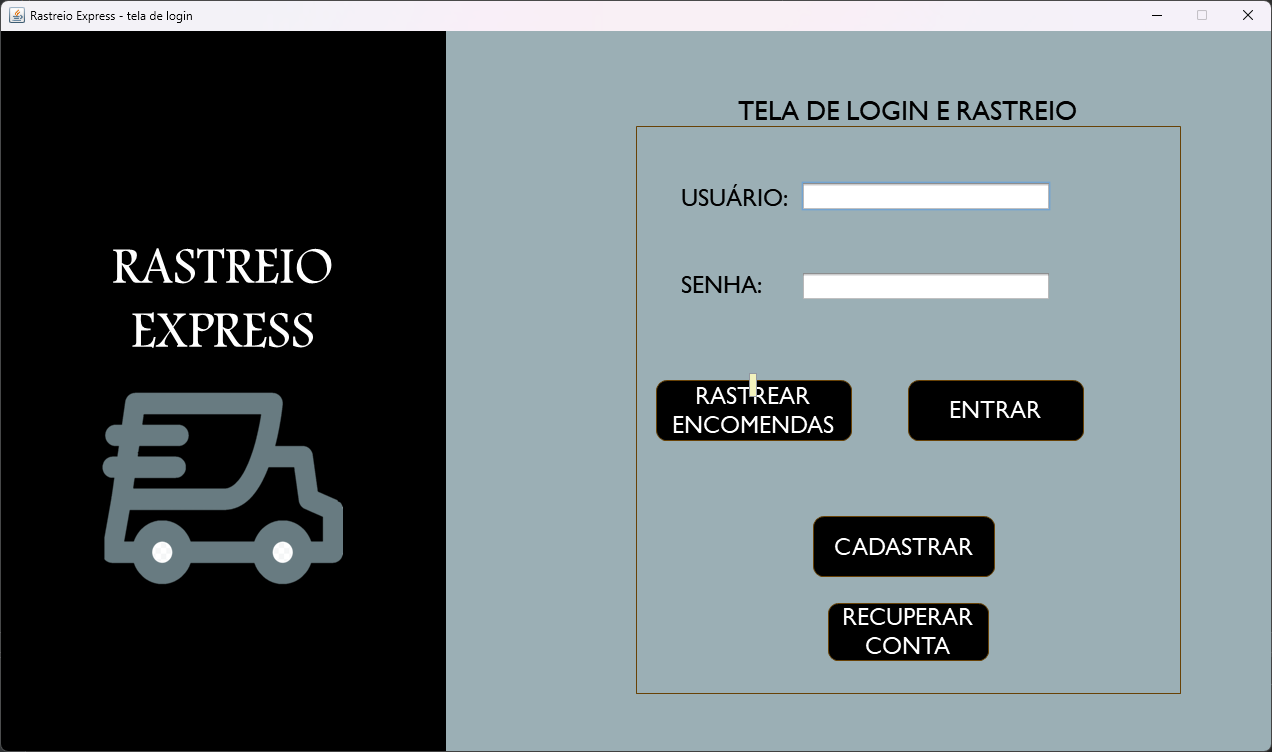 Rastreio Express - tela de login
RASTREIO
EXPRESS
TELA DE LOGIN E RASTREIO
USUÁRIO:
SENHA:
RASTREAR
ENCOMENDAS
ENTRAR
CADASTRAR
RECUPERAR
CONTA